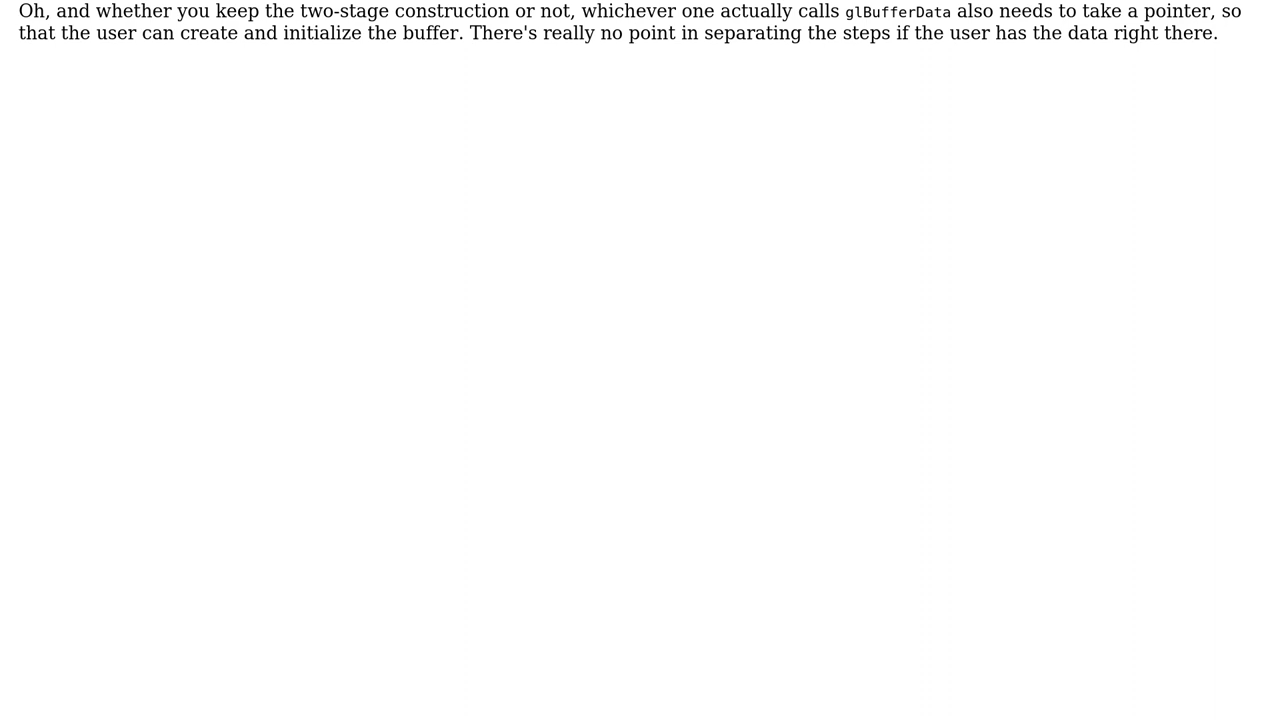 Oh, and whether you keep the two-stage construction or not, whichever one actually calls glBufferData also needs to take a pointer, so
that the user can create and initialize the buffer. There's really no point in separating the steps if the user has the data right there.